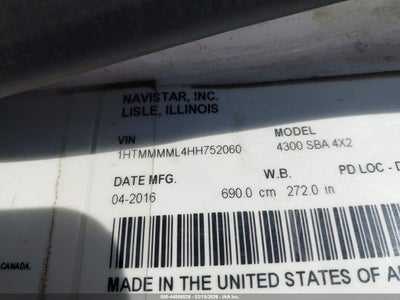 NAVISTAR, INC.
LISLE, ILLINOIS
VIN MODEL
1HTMMMML4HH752060 4300 SBA 4X2
DATE MFG. W.B. PD LOC - D
04-2016 690.0 cm 272.0 in
CANADA.
MADE IN THE UNITED STATES OF A